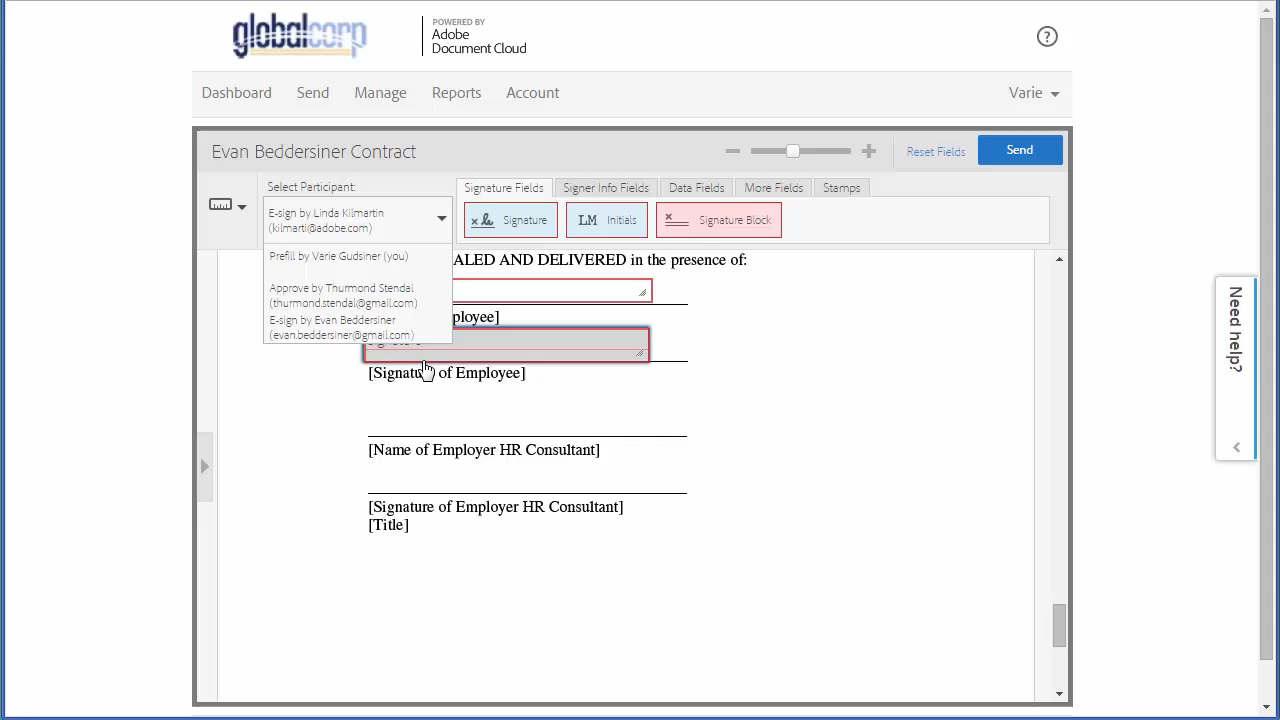 globalcorp
POWERED BY
Adobe
Document Cloud
?
Dashboard
Send
Manage
Reports
Account
Varie
Evan Beddersiner Contract
Reset Fields
Send
Select Participant:
E-sign by Linda Kilmartin
(kilmarti@adobe.com)
Prefill by Varie Gudsiner (you)
Approve by Thurmond Stendal
(thurmond.stendal@gmail.com)
E-sign by Evan Beddersiner
(evan.beddersiner@gmail.com)
Signature Fields
Signer Info Fields
Data Fields
More Fields
Stamps
Signature
LM Initials
x Signature Block
ALED AND DELIVERED in the presence of:
ployee]
[Signature of Employee]
[Name of Employer HR Consultant]
[Signature of Employer HR Consultant]
[Title]
Need help?